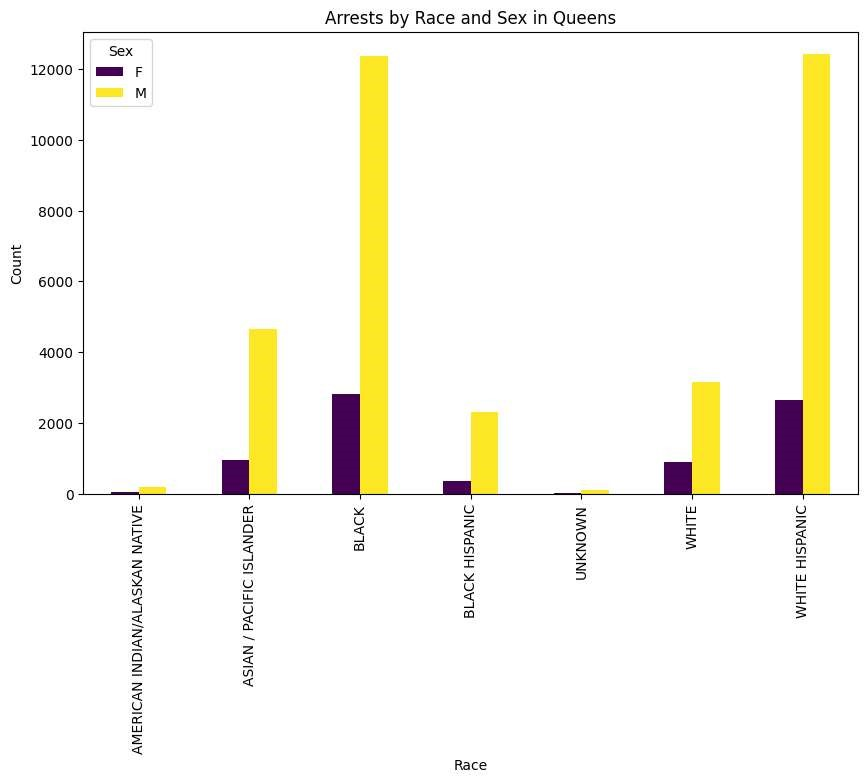 Arrests by Race and Sex in Queens
Sex
F
M
12000
10000
8000
6000
4000
2000
0
Count
AMERICAN INDIAN/ALASKAN NATIVE
ASIAN / PACIFIC ISLANDER
BLACK
BLACK HISPANIC
UNKNOWN
WHITE
WHITE HISPANIC
Race